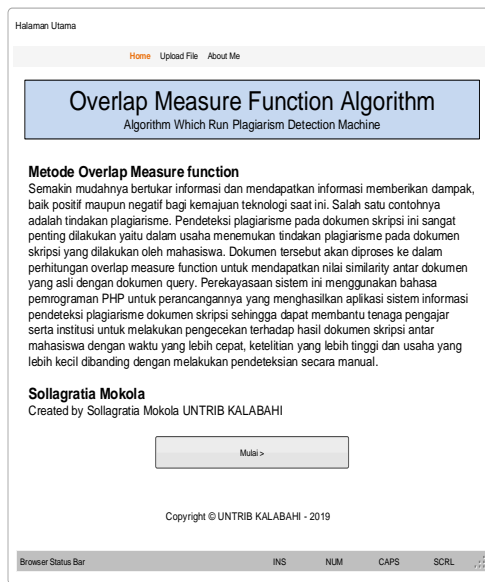 Halaman Utama
Home Upload File About Me
Overlap Measure Function Algorithm
Algorithm Which Run Plagiarism Detection Machine
Metode Overlap Measure function
Semakin mudahnya bertukar informasi dan mendapatkan informasi memberikan dampak,
baik positif maupun negatif bagi kemajuan teknologi saat ini. Salah satu contohnya
adalah tindakan plagiarisme. Pendeteksi plagiarisme pada dokumen skripsi ini sangat
penting dilakukan yaitu dalam usaha menemukan tindakan plagiarisme pada dokumen
skripsi yang dilakukan oleh mahasiswa. Dokumen tersebut akan diproses ke dalam
perhitungan overlap measure function untuk mendapatkan nilai similarity antar dokumen
yang asli dengan dokumen query. Perekayasaan sistem ini menggunakan bahasa
pemrograman PHP untuk perancangannya yang menghasilkan aplikasi sistem informasi
pendeteksi plagiarisme dokumen skripsi sehingga dapat membantu tenaga pengajar
serta institusi untuk melakukan pengecekan terhadap hasil dokumen skripsi antar
mahasiswa dengan waktu yang lebih cepat, ketelitian yang lebih tinggi dan usaha yang
lebih kecil dibanding dengan melakukan pendeteksian secara manual.
Sollagratia Mokola
Created by Sollagratia Mokola UNTRIB KALABAHI
Mulai >
Copyright © UNTRIB KALABAHI - 2019
Browser Status Bar INS NUM CAPS SCRL